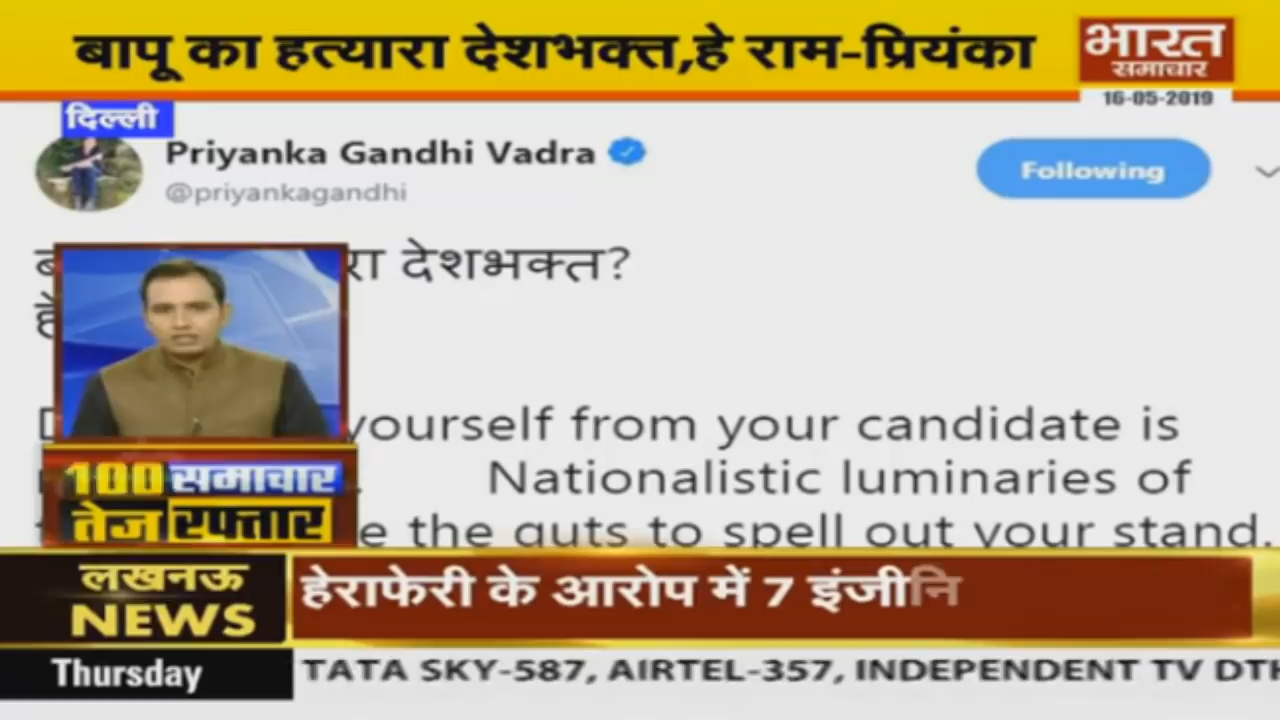 बापू का हत्यारा देशभक्त,हे राम-प्रियंका
भारत
समाचार
16-05-2019
दिल्ली
Priyanka Gandhi Vadra
@priyankagandhi
Following
देशभक्त?
yourself from your candidate is
Nationalistic luminaries of
the guts to spell out your stand.
100 समाचार
तेज रफ्तार
लखनऊ
NEWS
हेराफेरी के आरोप में 7 इंजीनि
Thursday
TATA SKY-587, AIRTEL-357, INDEPENDENT TV DTH